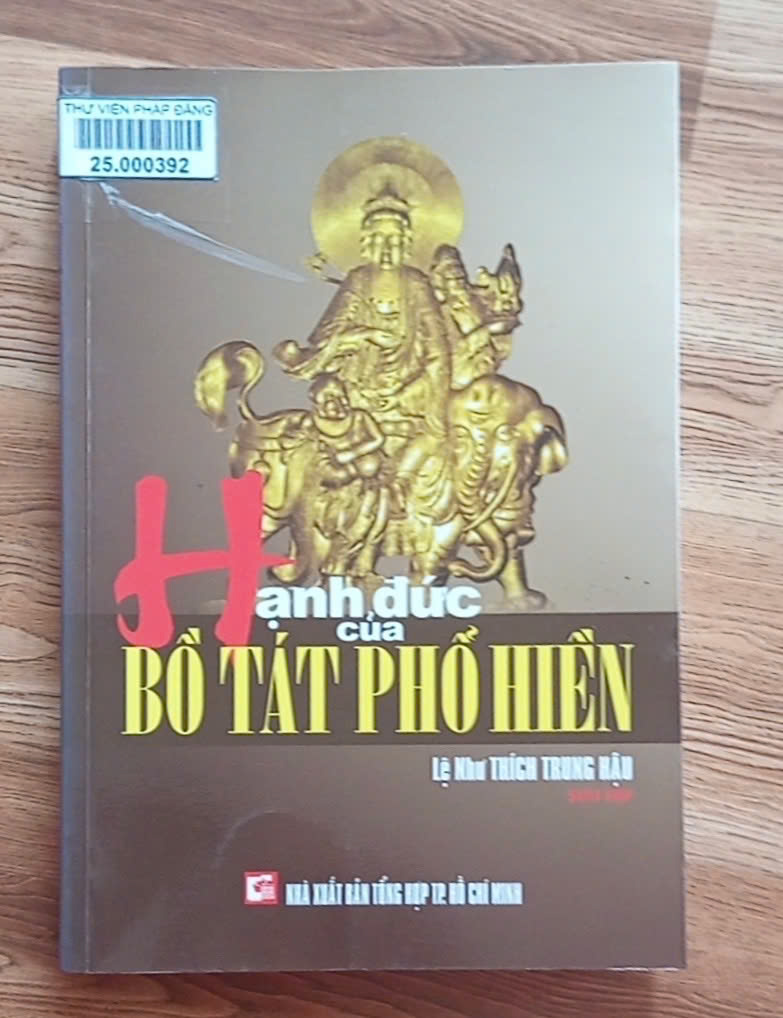 THƯ VIỆN PHÁP ĐĂNG
25.000392
Hạnh đức
của
BỒ TÁT PHỔ HIỀN
Lệ Như THÍCH TRUNG HẬU
NHÀ XUẤT BẢN TỔNG HỢP TP. HỒ CHÍ MINH